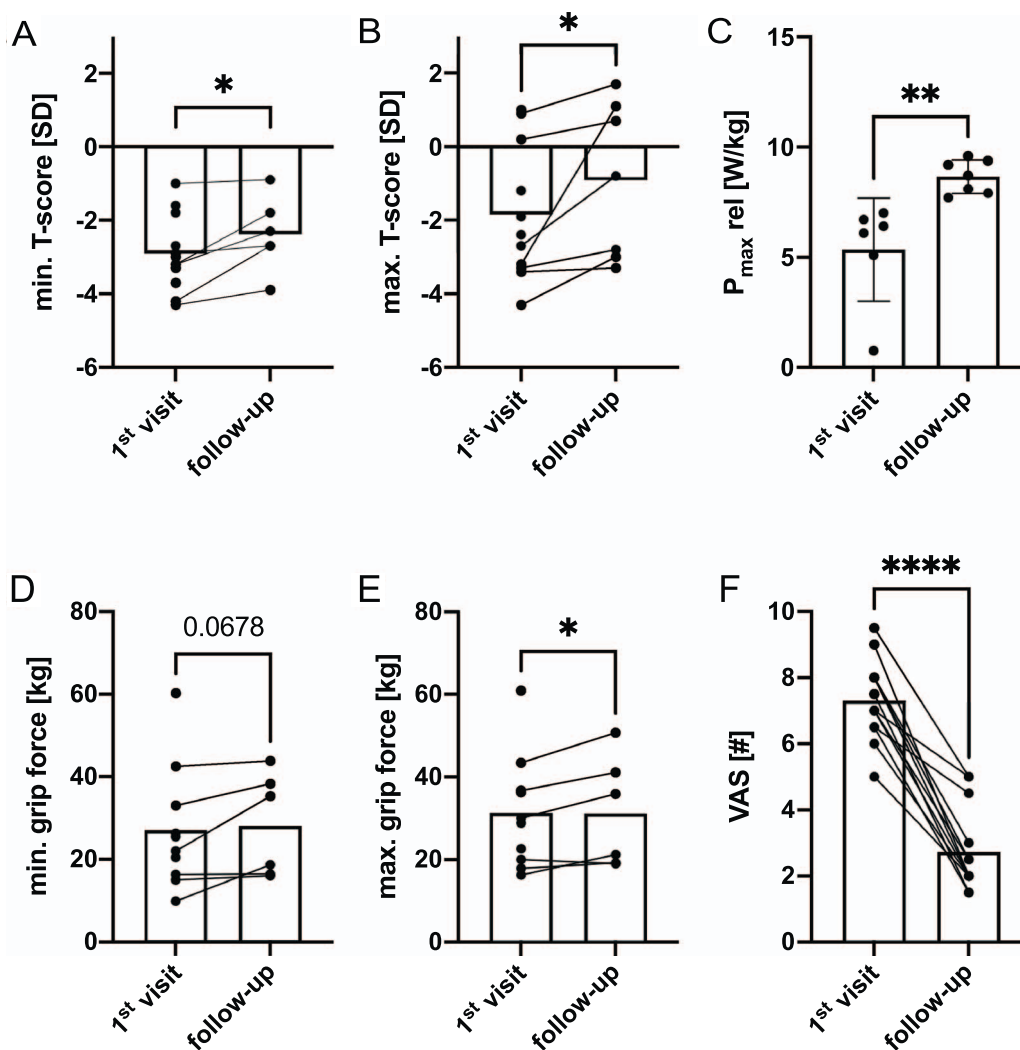 A
min. T-score [SD]
2
0
-2
-4
-6
*
1st visit
follow-up
B
max. T-score [SD]
2
0
-2
-4
-6
*
1st visit
follow-up
C
Pmax rel [W/kg]
15
10
5
0
**
1st visit
follow-up
D
min. grip force [kg]
80
60
40
20
0
0.0678
1st visit
follow-up
E
max. grip force [kg]
80
60
40
20
0
*
1st visit
follow-up
F
VAS [#]
10
8
6
4
2
0
****
1st visit
follow-up